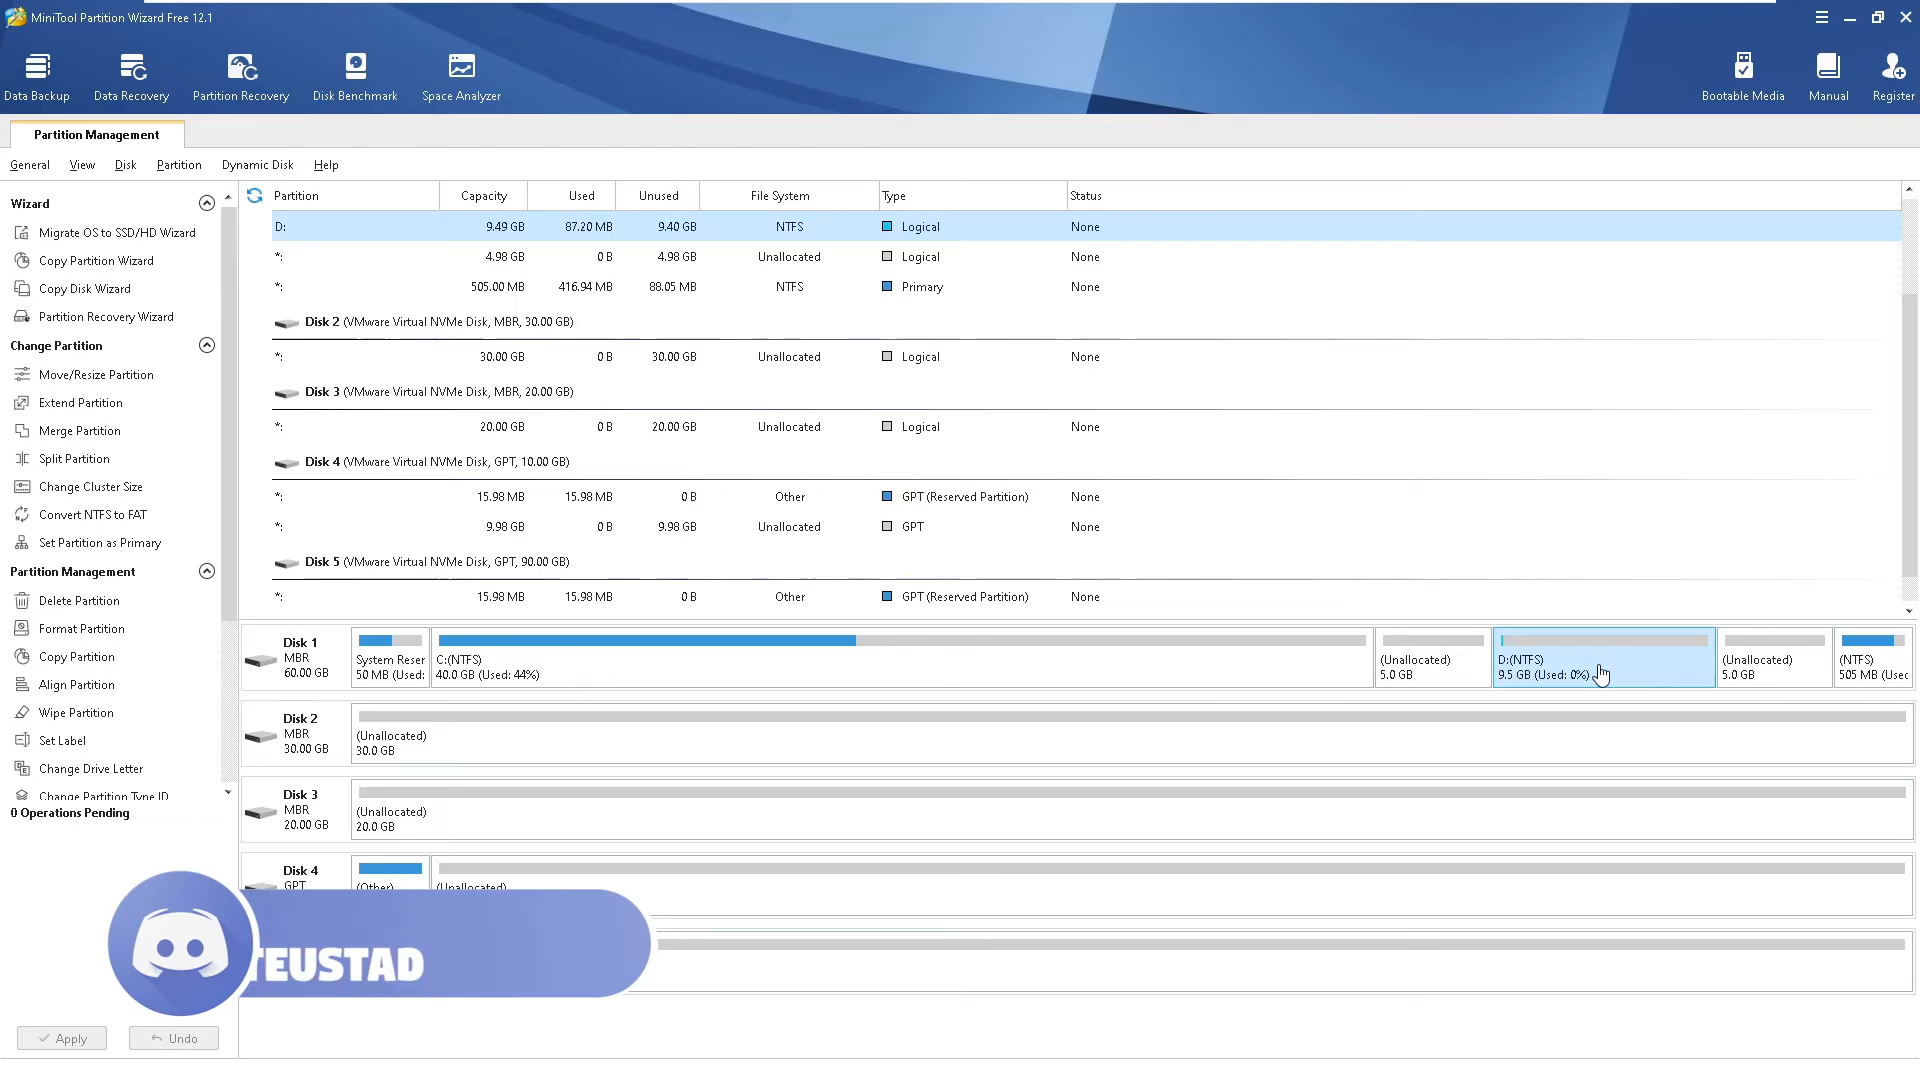 MiniTool Partition Wizard Free 12.1
Data Backup
Data Recovery
Partition Recovery
Disk Benchmark
Space Analyzer
Bootable Media
Manual
Register
Partition Management
General View Disk Partition Dynamic Disk Help
Wizard
Migrate OS to SSD/HD Wizard
Copy Partition Wizard
Copy Disk Wizard
Partition Recovery Wizard
Change Partition
Move/Resize Partition
Extend Partition
Merge Partition
Split Partition
Change Cluster Size
Convert NTFS to FAT
Set Partition as Primary
Partition Management
Delete Partition
Format Partition
Copy Partition
Align Partition
Wipe Partition
Set Label
Change Drive Letter
Change Partition Type ID
0 Operations Pending
Apply
Undo
Partition Capacity Used Unused File System Type Status
D: 9.49 GB 87.20 MB 9.40 GB NTFS Logical None
*: 4.98 GB 0 B 4.98 GB Unallocated Logical None
*: 505.00 MB 416.94 MB 88.05 MB NTFS Primary None
Disk 2 (VMware Virtual NVMe Disk, MBR, 30.00 GB)
*: 30.00 GB 0 B 30.00 GB Unallocated Logical None
Disk 3 (VMware Virtual NVMe Disk, MBR, 20.00 GB)
*: 20.00 GB 0 B 20.00 GB Unallocated Logical None
Disk 4 (VMware Virtual NVMe Disk, GPT, 10.00 GB)
*: 15.98 MB 15.98 MB 0 B Other GPT (Reserved Partition) None
*: 9.98 GB 0 B 9.98 GB Unallocated GPT None
Disk 5 (VMware Virtual NVMe Disk, GPT, 90.00 GB)
*: 15.98 MB 15.98 MB 0 B Other GPT (Reserved Partition) None
Disk 1
MBR
60.00 GB
System Reser
50 MB (Used:
C:(NTFS)
40.0 GB (Used: 44%)
(Unallocated)
5.0 GB
D:(NTFS)
9.5 GB (Used: 0%)
(Unallocated)
5.0 GB
(NTFS)
505 MB (Usec
Disk 2
MBR
30.00 GB
(Unallocated)
30.0 GB
Disk 3
MBR
20.00 GB
(Unallocated)
20.0 GB
Disk 4
GPT
(Other)
(Unallocated)
TEUSTAD